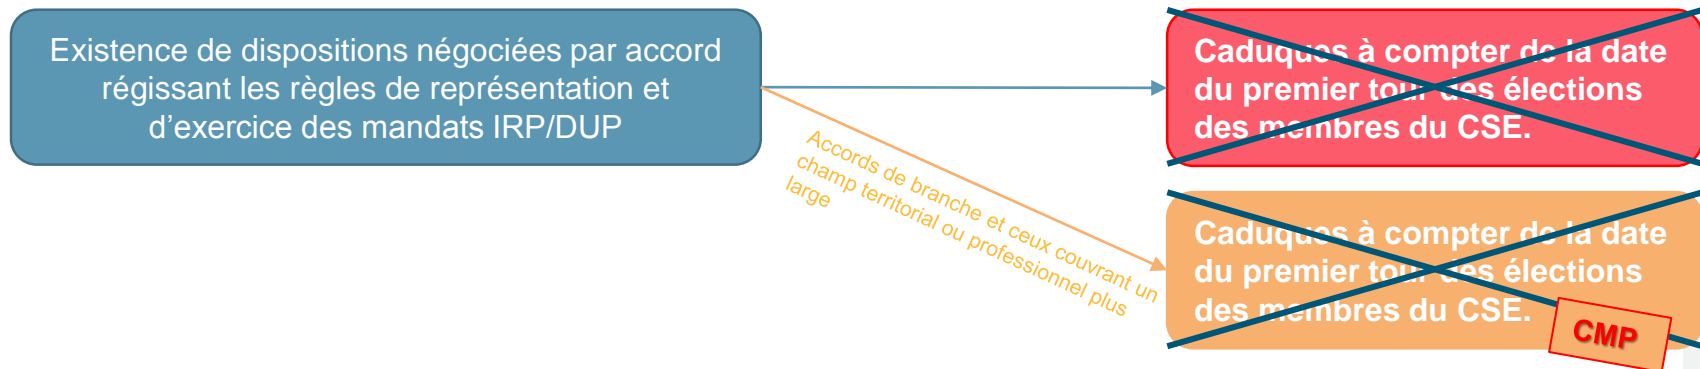 Existence de dispositions négociées par accord
régissant les règles de représentation et
d’exercice des mandats IRP/DUP
Caduques à compter de la date
du premier tour des élections
des membres du CSE.
Accords de branche et ceux couvrant un
champ territorial ou professionnel plus
large
Caduques à compter de la date
du premier tour des élections
des membres du CSE.
CMP